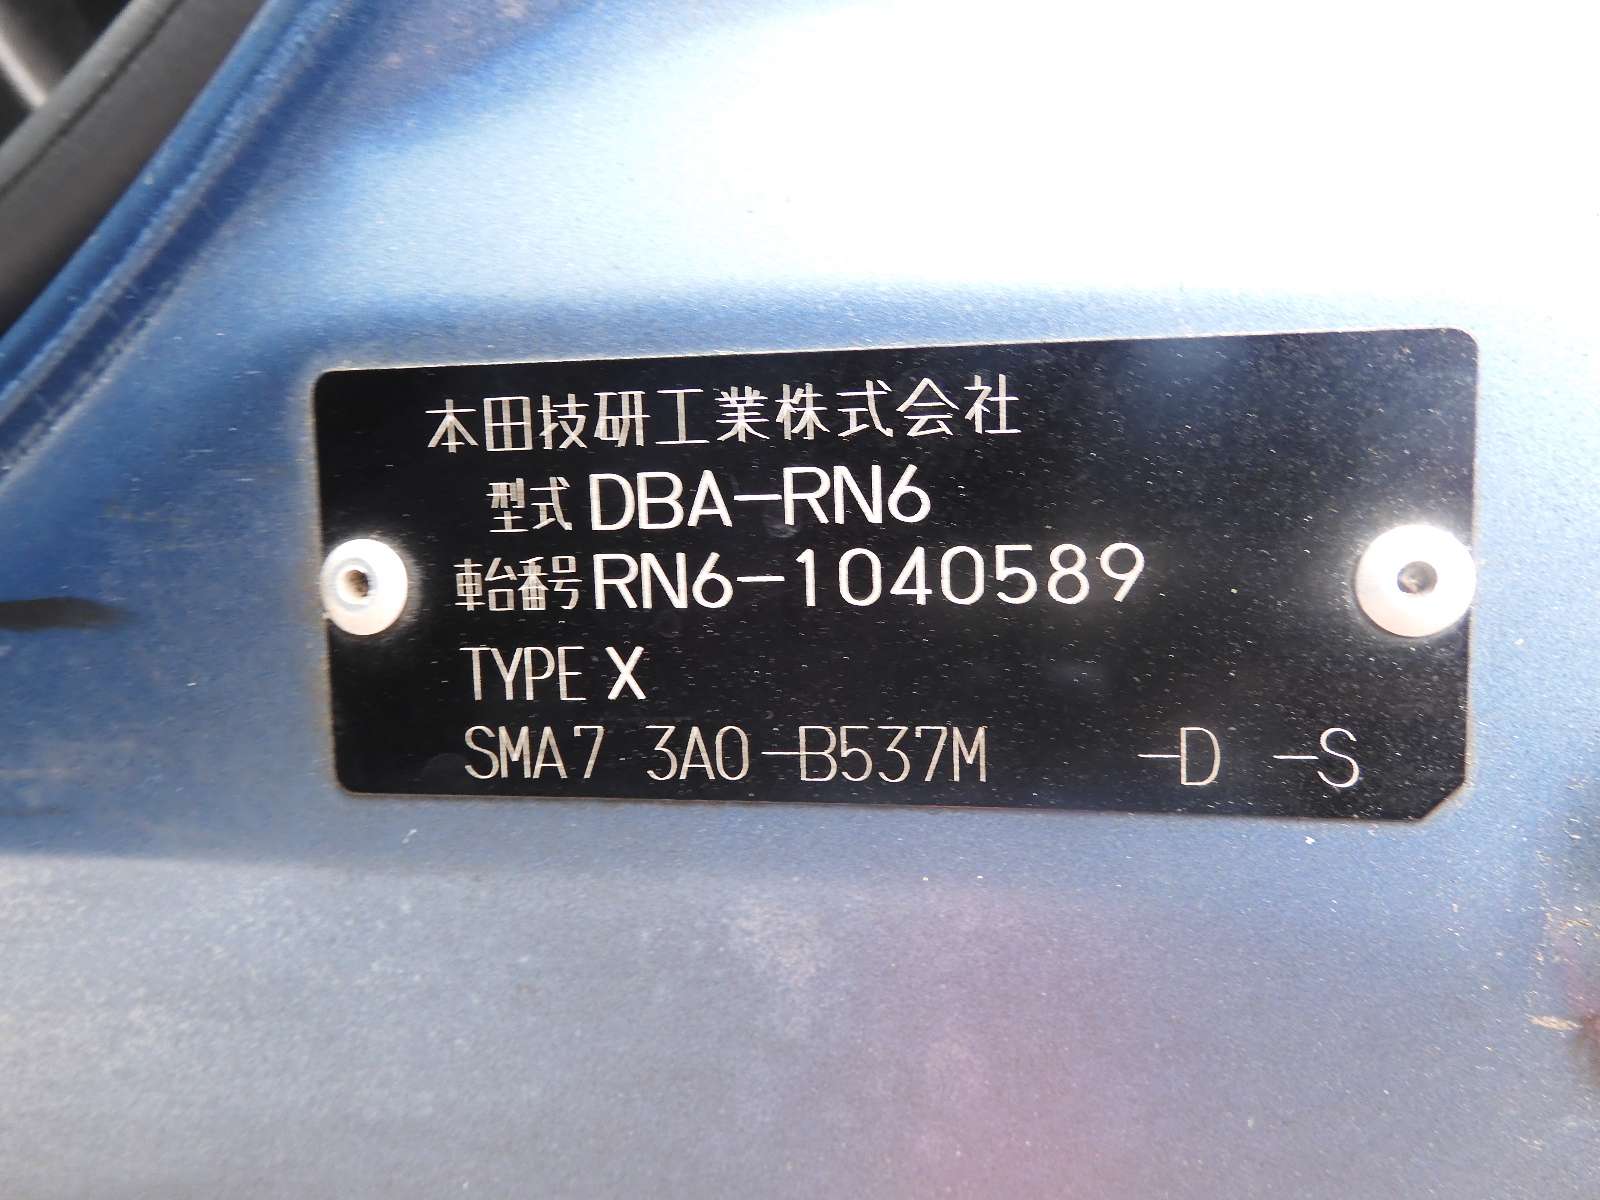 本田技研工業株式会社
型式 DBA-RN6
車台番号 RN6-1040589
TYPE X
SMA7 3A0-B537M -D -S